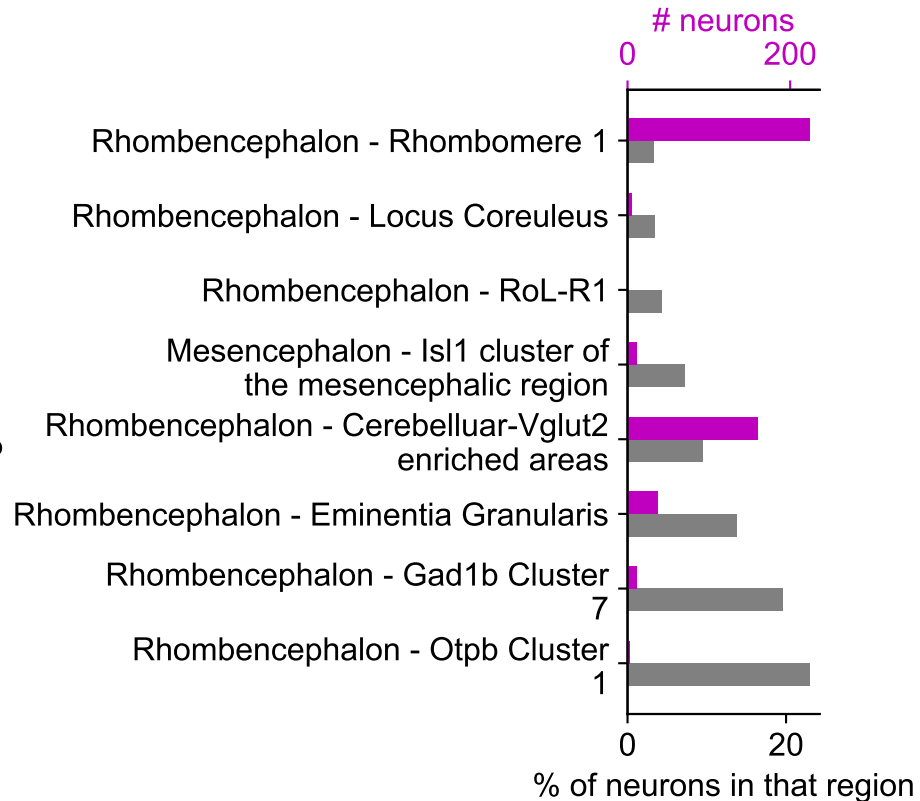 # neurons
0 200
Rhombencephalon - Rhombomere 1
Rhombencephalon - Locus Coreuleus
Rhombencephalon - RoL-R1
Mesencephalon - Isl1 cluster of
the mesencephalic region
Rhombencephalon - Cerebelluar-Vglut2
enriched areas
Rhombencephalon - Eminentia Granularis
Rhombencephalon - Gad1b Cluster
7
Rhombencephalon - Otpb Cluster
1
0 20
% of neurons in that region